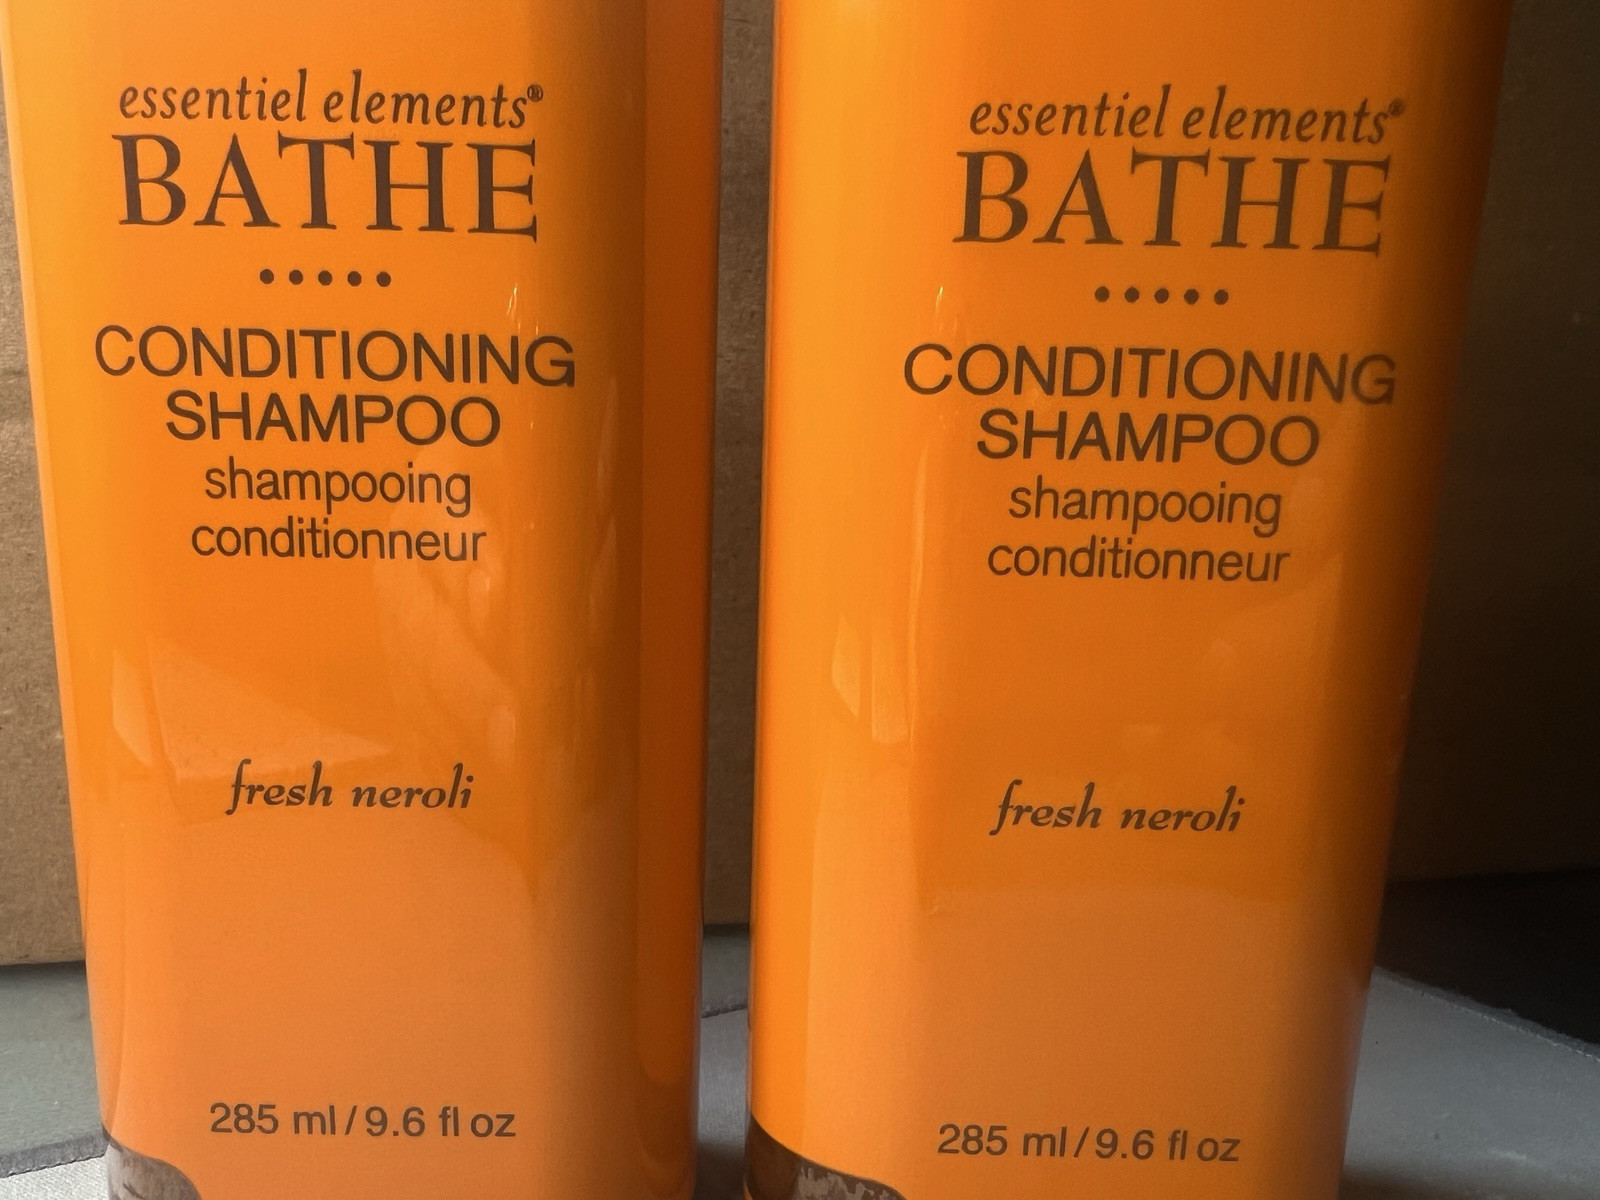 essentiel elements®
BATHE
CONDITIONING
SHAMPOO
shampooing
conditionneur
fresh neroli
285 ml / 9.6 fl oz
essentiel elements®
BATHE
CONDITIONING
SHAMPOO
shampooing
conditionneur
fresh neroli
285 ml / 9.6 fl oz